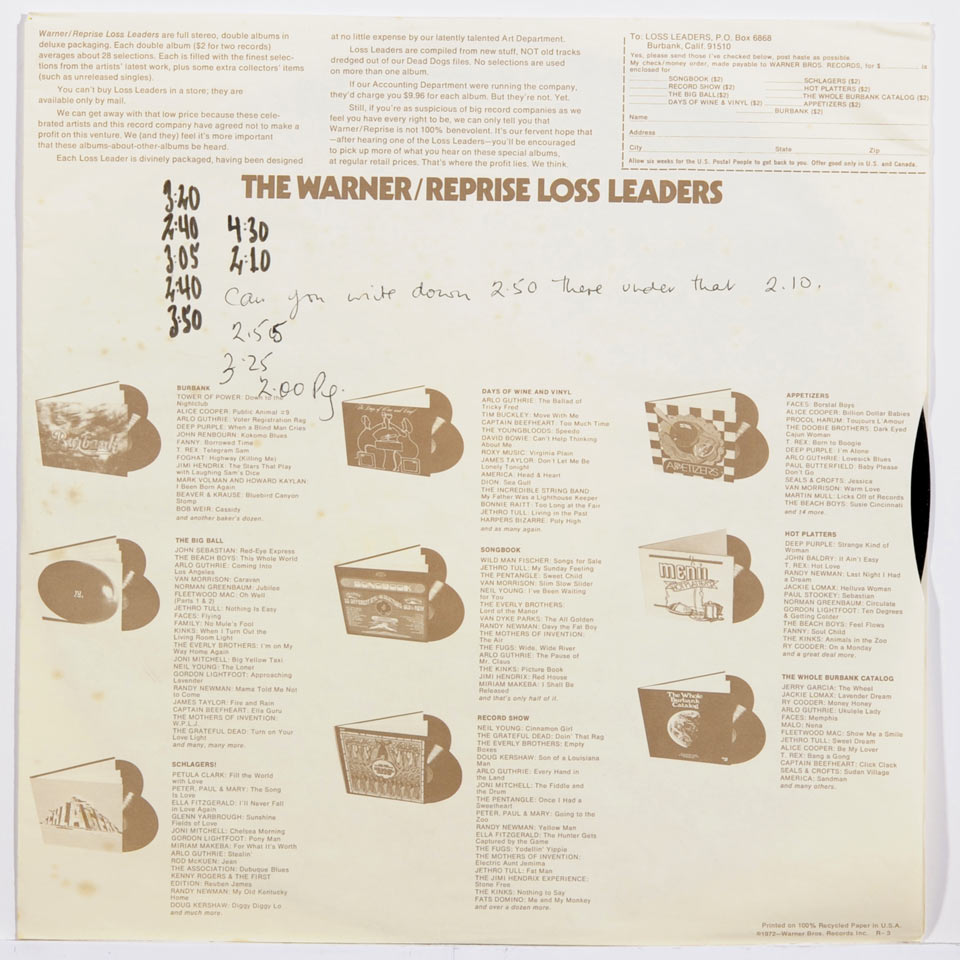 Warner/Reprise Loss Leaders are full stereo, double albums in
deluxe packaging. Each double album ($2 for two records)
averages about 28 selections. Each is filled with the finest selec-
tions from the artists' latest work, plus some extra collectors' items
(such as unreleased singles).
You can't buy Loss Leaders in a store; they are
available only by mail.
We can get away with that low price because these cele-
brated artists and this record company have agreed not to make a
profit on this venture. We (and they) feel it's more important
that these albums-about-other-albums be heard.
Each Loss Leader is divinely packaged, having been designed
at no little expense by our latently talented Art Department.
Loss Leaders are compiled from new stuff, NOT old tracks
dredged out of our Dead Dogs files. No selections are used
on more than one album.
If our Accounting Department were running the company,
they'd charge you $9.96 for each album. But they're not. Yet.
Still, if you're as suspicious of big record companies as we
feel you have every right to be, we can only tell you that
Warner/Reprise is not 100% benevolent. It's our fervent hope that
—after hearing one of the Loss Leaders—you'll be encouraged
to pick up more of what you hear on these special albums,
at regular retail prices. That's where the profit lies. We think.
To: LOSS LEADERS, P.O. Box 6868
Burbank, Calif. 91510
Yes, please send those I've checked below, post haste as possible.
My check/money order, made payable to WARNER BROS. RECORDS, for $ is
enclosed for
SONGBOOK ($2) SCHLAGERS ($2)
RECORD SHOW ($2) HOT PLATTERS ($2)
THE BIG BALL ($2) THE WHOLE BURBANK CATALOG ($2)
DAYS OF WINE & VINYL ($2) APPETIZERS ($2)
BURBANK ($2)
Name
Address
City State Zip
Allow six weeks for the U.S. Postal People to get back to you. Offer good only in U.S. and Canada.
THE WARNER/REPRISE LOSS LEADERS
3.20
2.40
3.05
2.40
3.50
4.30
2.10
Can you write down 2.50 there under that 2.10.
2.55
3.25
2.00 Pg.
BURBANK
TOWER OF POWER: Down to the
Nightclub
ALICE COOPER: Public Animal #9
ARLO GUTHRIE: Voter Registration Rag
DEEP PURPLE: When a Blind Man Cries
JOHN RENBOURN: Kokomo Blues
FANNY: Borrowed Time
T. REX: Telegram Sam
FOGHAT: Highway (Killing Me)
JIMI HENDRIX: The Stars That Play
with Laughing Sam's Dice
MARK VOLMAN AND HOWARD KAYLAN:
I Been Born Again
BEAVER & KRAUSE: Bluebird Canyon
Stomp
BOB WEIR: Cassidy
and another baker's dozen.
THE BIG BALL
JOHN SEBASTIAN: Red-Eye Express
THE BEACH BOYS: This Whole World
ARLO GUTHRIE: Coming Into
Los Angeles
VAN MORRISON: Caravan
NORMAN GREENBAUM: Jubilee
FLEETWOOD MAC: Oh Well
(Parts 1 & 2)
JETHRO TULL: Nothing Is Easy
FACES: Flying
FAMILY: No Mule's Fool
KINKS: When I Turn Out the
Living Room Light
THE EVERLY BROTHERS: I'm on My
Way Home Again
JONI MITCHELL: Big Yellow Taxi
NEIL YOUNG: The Loner
GORDON LIGHTFOOT: Approaching
Lavender
RANDY NEWMAN: Mama Told Me Not
to Come
JAMES TAYLOR: Fire and Rain
CAPTAIN BEEFHEART: Ella Guru
THE MOTHERS OF INVENTION:
W.P.L.J.
THE GRATEFUL DEAD: Turn on Your
Love Light
and many, many more.
SCHLAGERS!
PETULA CLARK: Fill the World
with Love
PETER, PAUL & MARY: The Song
Is Love
ELLA FITZGERALD: I'll Never Fall
in Love Again
GLENN YARBROUGH: Sunshine
Fields of Love
JONI MITCHELL: Chelsea Morning
GORDON LIGHTFOOT: Pony Man
MIRIAM MAKEBA: For What It's Worth
ARLO GUTHRIE: Stealin'
ROD McKUEN: Jean
THE ASSOCIATION: Dubuque Blues
KENNY ROGERS & THE FIRST
EDITION: Reuben James
RANDY NEWMAN: My Old Kentucky
Home
DOUG KERSHAW: Diggy Diggy Lo
and much more.
DAYS OF WINE AND VINYL
ARLO GUTHRIE: The Ballad of
Tricky Fred
TIM BUCKLEY: Move With Me
CAPTAIN BEEFHEART: Too Much Time
THE YOUNGBLOODS: Speedo
DAVID BOWIE: Can't Help Thinking
About Me
ROXY MUSIC: Virginia Plain
JAMES TAYLOR: Don't Let Me Be
Lonely Tonight
AMERICA: Head & Heart
DION: Sea Gull
THE INCREDIBLE STRING BAND:
My Father Was a Lighthouse Keeper
BONNIE RAITT: Too Long at the Fair
JETHRO TULL: Living in the Past
HARPERS BIZARRE: Poly High
and as many again.
SONGBOOK
WILD MAN FISCHER: Songs for Sale
JETHRO TULL: My Sunday Feeling
THE PENTANGLE: Sweet Child
VAN MORRISON: Slim Slow Slider
NEIL YOUNG: I've Been Waiting
for You
THE EVERLY BROTHERS:
Lord of the Manor
VAN DYKE PARKS: The All Golden
RANDY NEWMAN: Davy the Fat Boy
THE MOTHERS OF INVENTION:
The Air
THE FUGS: Wide, Wide River
ARLO GUTHRIE: The Pause of
Mr. Claus
THE KINKS: Picture Book
JIMI HENDRIX: Red House
MIRIAM MAKEBA: I Shall Be
Released
and that's only half of it.
RECORD SHOW
NEIL YOUNG: Cinnamon Girl
THE GRATEFUL DEAD: Doin' That Rag
THE EVERLY BROTHERS: Empty
Boxes
DOUG KERSHAW: Son of a Louisiana
Man
ARLO GUTHRIE: Every Hand in
the Land
JONI MITCHELL: The Fiddle and
the Drum
THE PENTANGLE: Once I Had a
Sweetheart
PETER, PAUL & MARY: Going to the
Zoo
RANDY NEWMAN: Yellow Man
ELLA FITZGERALD: The Hunter Gets
Captured by the Game
THE FUGS: Yodellin' Yippie
THE MOTHERS OF INVENTION:
Electric Aunt Jemima
JETHRO TULL: Fat Man
THE JIMI HENDRIX EXPERIENCE:
Stone Free
THE KINKS: Nothing to Say
FATS DOMINO: Me and My Monkey
and over a dozen more.
APPETIZERS
FACES: Borstal Boys
ALICE COOPER: Billion Dollar Babies
PROCOL HARUM: Toujours L'Amour
THE DOOBIE BROTHERS: Dark Eyed
Cajun Woman
T. REX: Born to Boogie
DEEP PURPLE: I'm Alone
ARLO GUTHRIE: Lovesick Blues
PAUL BUTTERFIELD: Baby Please
Don't Go
SEALS & CROFTS: Jessica
VAN MORRISON: Warm Love
MARTIN MULL: Licks Off of Records
THE BEACH BOYS: Susie Cincinnati
and 14 more.
APPETIZERS
HOT PLATTERS
DEEP PURPLE: Strange Kind of
Woman
JOHN BALDRY: It Ain't Easy
T. REX: Hot Love
RANDY NEWMAN: Last Night I Had
a Dream
JACKIE LOMAX: Helluva Woman
PAUL STOOKEY: Sebastian
NORMAN GREENBAUM: Circulate
GORDON LIGHTFOOT: Ten Degrees
& Getting Colder
THE BEACH BOYS: Feel Flows
FANNY: Soul Child
THE KINKS: Animals in the Zoo
RY COODER: On a Monday
and a great deal more.
MENU
THE WHOLE BURBANK CATALOG
JERRY GARCIA: The Wheel
JACKIE LOMAX: Lavender Dream
RY COODER: Money Honey
ARLO GUTHRIE: Ukulele Lady
FACES: Memphis
MALO: Nena
FLEETWOOD MAC: Show Me a Smile
JETHRO TULL: Sweet Dream
ALICE COOPER: Be My Lover
T. REX: Bang a Gong
CAPTAIN BEEFHEART: Click Clack
SEALS & CROFTS: Sudan Village
AMERICA: Sandman
and many others.
The Whole
Burbank
Catalog
Printed on 100% Recycled Paper in U.S.A.
©1972—Warner Bros. Records Inc. R-3